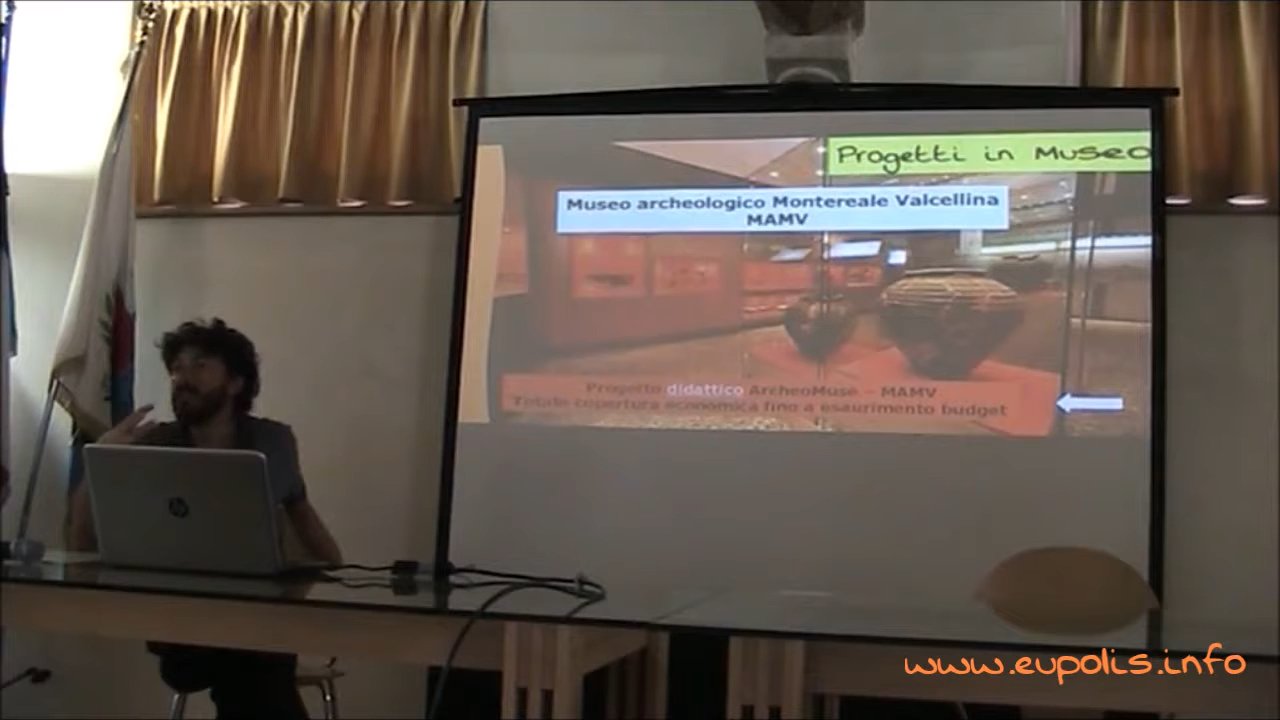 Progetti in Museo
Museo archeologico Montereale Valcellina
MAMV
Progetto didattico ArcheoMuse - MAMV
Totale copertura economica fino a esaurimento budget
hp
www.eupolis.info